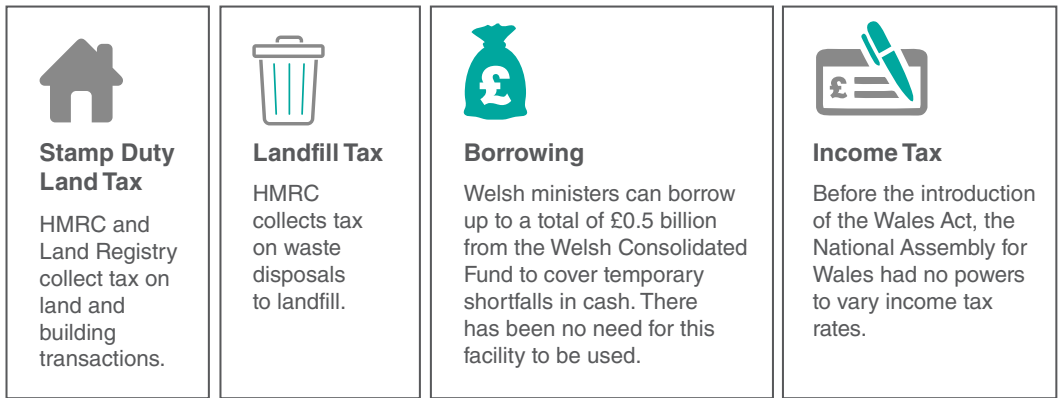 Stamp Duty
Land Tax
HMRC and
Land Registry
collect tax on
land and
building
transactions.
Landfill Tax
HMRC
collects tax
on waste
disposals
to landfill.
£
Borrowing
Welsh ministers can borrow
up to a total of £0.5 billion
from the Welsh Consolidated
Fund to cover temporary
shortfalls in cash. There
has been no need for this
facility to be used.
£
Income Tax
Before the introduction
of the Wales Act, the
National Assembly for
Wales had no powers
to vary income tax
rates.